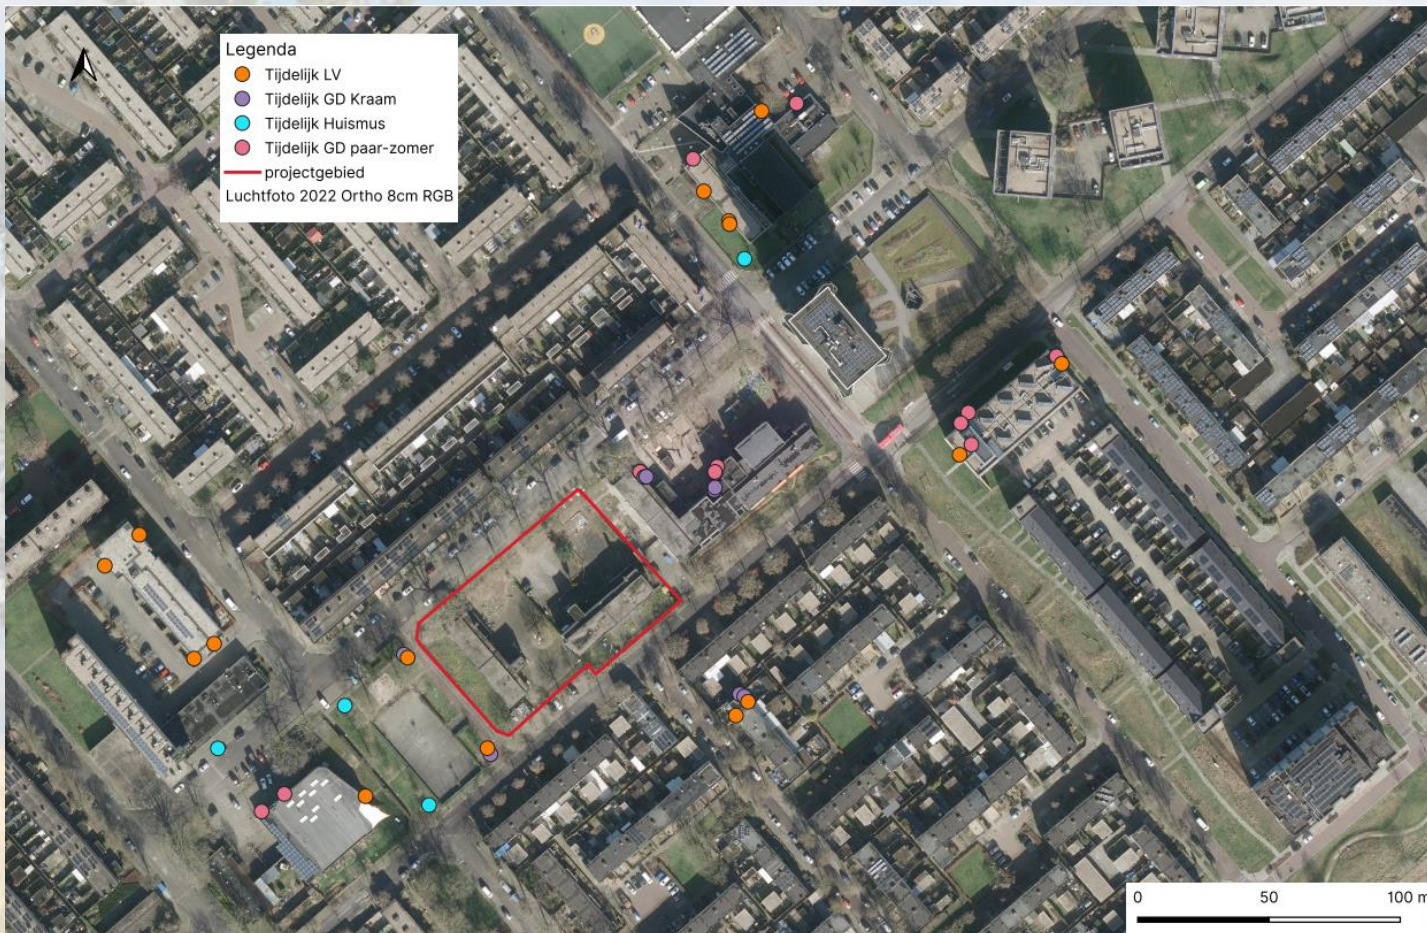 Legenda
Tijdelijk LV
Tijdelijk GD Kraam
Tijdelijk Huismus
Tijdelijk GD paar-zomer
projectgebied
Luchtfoto 2022 Ortho 8cm RGB
0 50 100 m